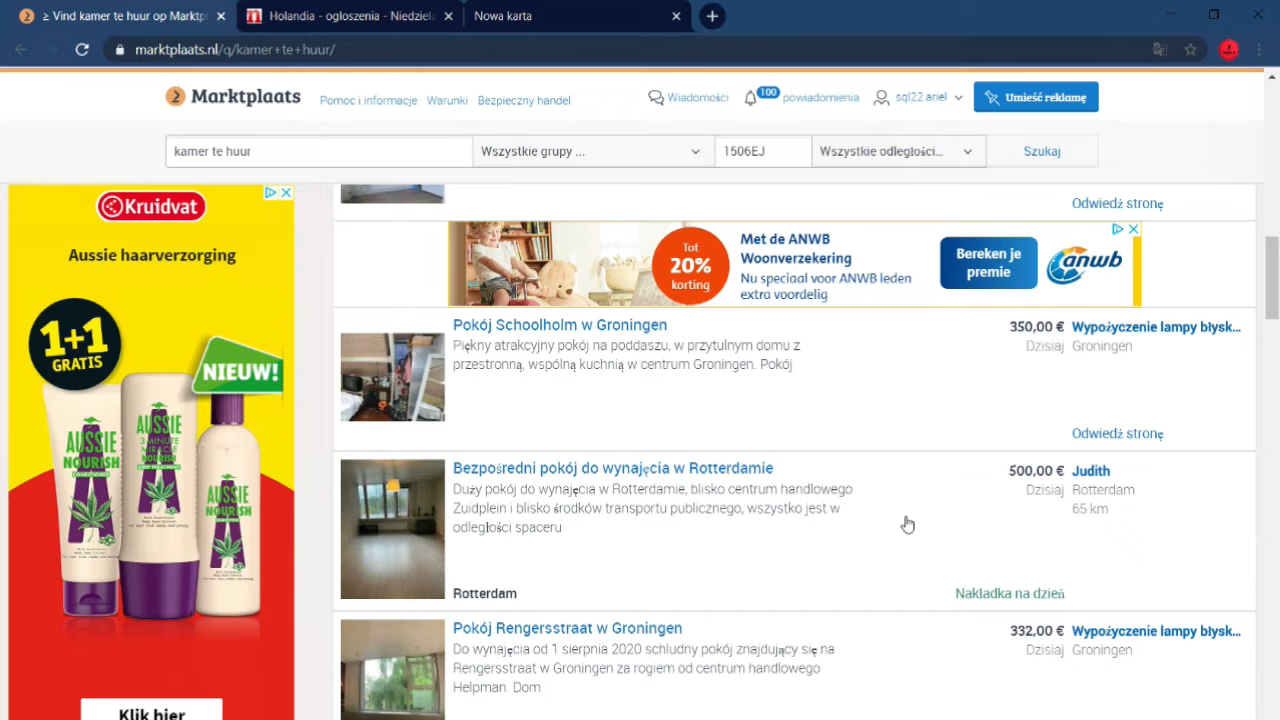 ≥ Vind kamer te huur op Marktpl
Holandia - ogloszenia - Niedziela
Nowa karta
marktplaats.nl/q/kamer+te+huur/
Marktplaats
Pomoc i informacje
Warunki
Bezpieczny handel
Wiadomości
100
powiadomienia
sql22 ariel
Umieść reklamę
kamer te huur
Wszystkie grupy ...
1506EJ
Wszystkie odległości...
Szukaj
Kruidvat
Aussie haarverzorging
1+1
GRATIS
NIEUW!
AUSSIE
NOURISH
AUSSIE
3 MINUTE
MIRACLE
NOURISH
AUSSIE
NOURISH
Klik hier
Odwiedź stronę
Tot
20%
korting
Met de ANWB
Woonverzekering
Nu speciaal voor ANWB leden
extra voordelig
Bereken je
premie
anwb
Pokój Schoolholm w Groningen
Piękny atrakcyjny pokój na poddaszu, w przytulnym domu z
przestronną, wspólną kuchnią w centrum Groningen. Pokój
350,00 €
Wypożyczenie lampy błysk...
Dzisiaj
Groningen
Odwiedź stronę
Bezpośredni pokój do wynajęcia w Rotterdamie
Duży pokój do wynajęcia w Rotterdamie, blisko centrum handlowego
Zuidplein i blisko środków transportu publicznego, wszystko jest w
odległości spaceru
500,00 €
Judith
Dzisiaj
Rotterdam
65 km
Rotterdam
Nakładka na dzień
Pokój Rengersstraat w Groningen
Do wynajęcia od 1 sierpnia 2020 schludny pokój znajdujący się na
Rengersstraat w Groningen za rogiem od centrum handlowego
Helpman. Dom
332,00 €
Wypożyczenie lampy błysk...
Dzisiaj
Groningen